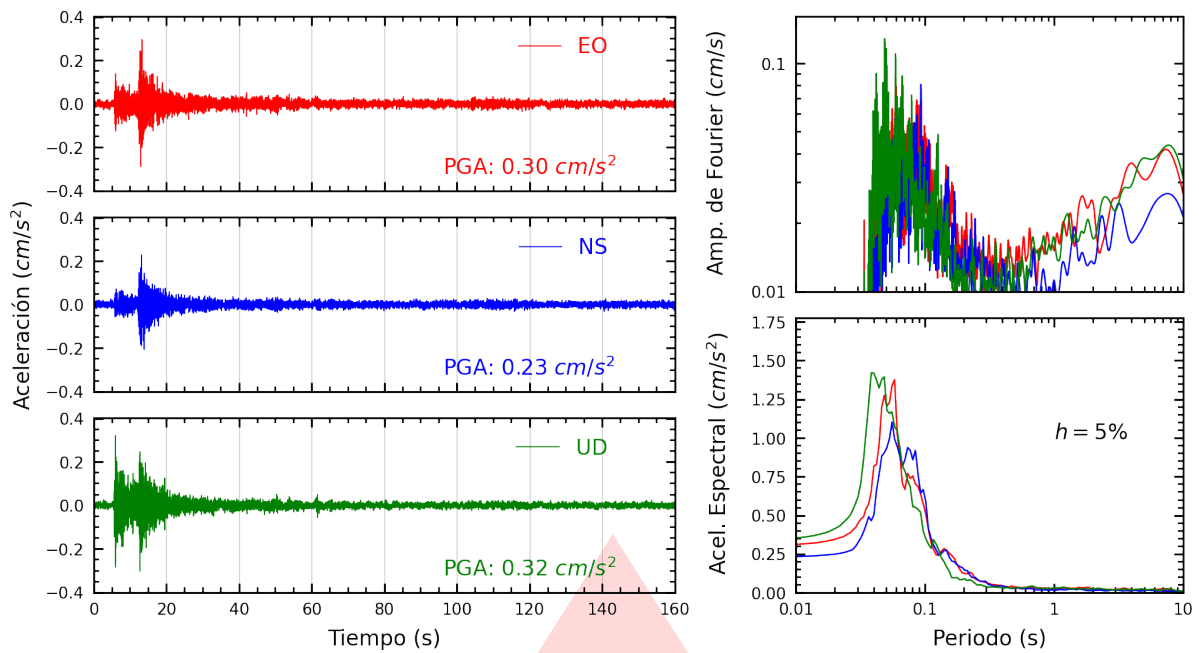 Aceleración (cm/s²)
0.4
0.2
0.0
−0.2
−0.4
EO
PGA: 0.30 cm/s²
0.4
0.2
0.0
−0.2
−0.4
NS
PGA: 0.23 cm/s²
0.4
0.2
0.0
−0.2
−0.4
UD
PGA: 0.32 cm/s²
0 20 40 60 80 100 120 140 160
Tiempo (s)
Amp. de Fourier (cm/s)
0.1
0.01
Acel. Espectral (cm/s²)
1.75
1.50
1.25
1.00
0.75
0.50
0.25
0.00
h = 5%
0.01 0.1 1 10
Periodo (s)